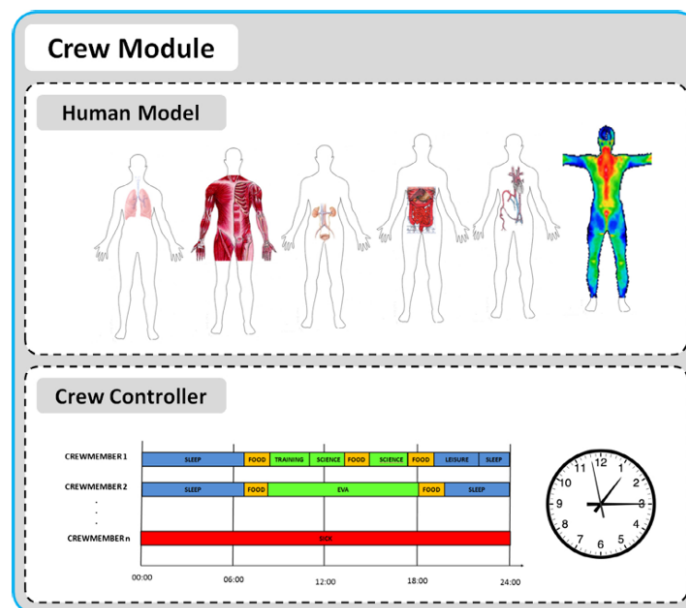 Crew Module
Human Model
Crew Controller
CREWMEMBER 1
SLEEP FOOD TRAINING SCIENCE FOOD SCIENCE FOOD LEISURE SLEEP
CREWMEMBER 2
SLEEP FOOD EVA FOOD SLEEP
.
.
.
CREWMEMBER n
SICK
00:00 06:00 12:00 18:00 24:00
12
11 1
10 2
9 3
8 4
7 5
6